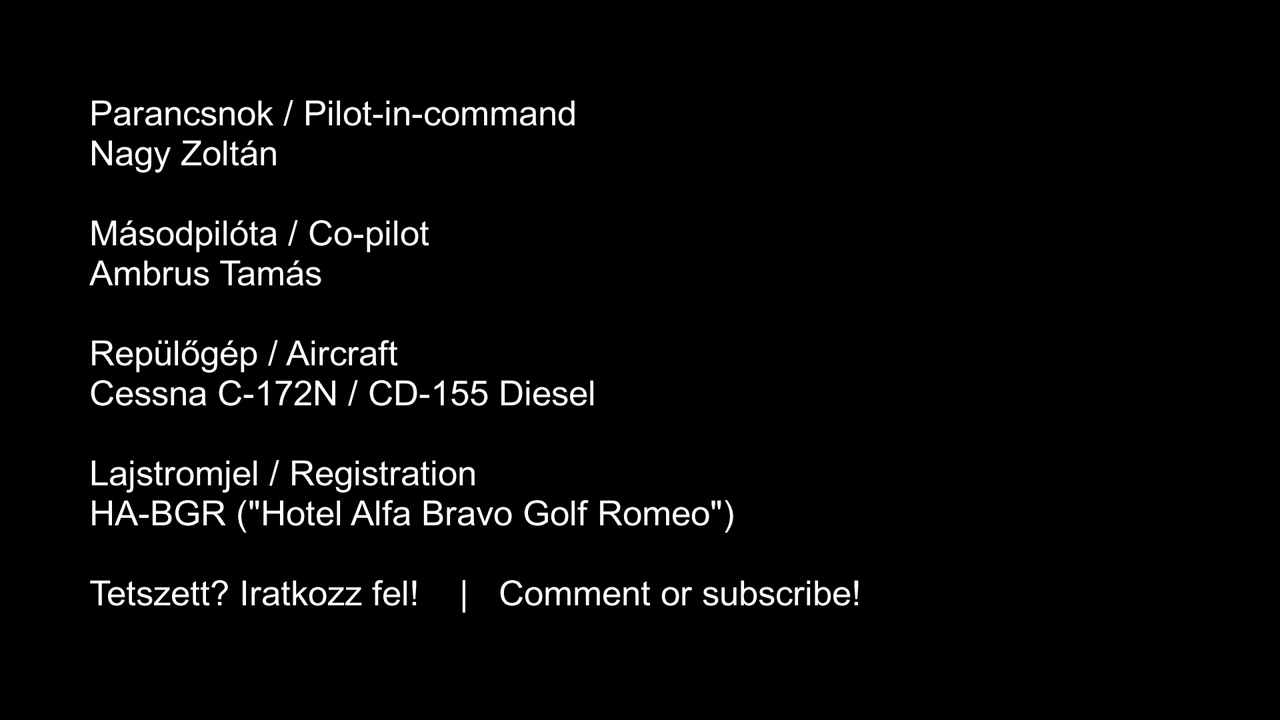 Parancsnok / Pilot-in-command
Nagy Zoltán
Másodpilóta / Co-pilot
Ambrus Tamás
Repülőgép / Aircraft
Cessna C-172N / CD-155 Diesel
Lajstromjel / Registration
HA-BGR ("Hotel Alfa Bravo Golf Romeo")
Tetszett? Iratkozz fel! | Comment or subscribe!